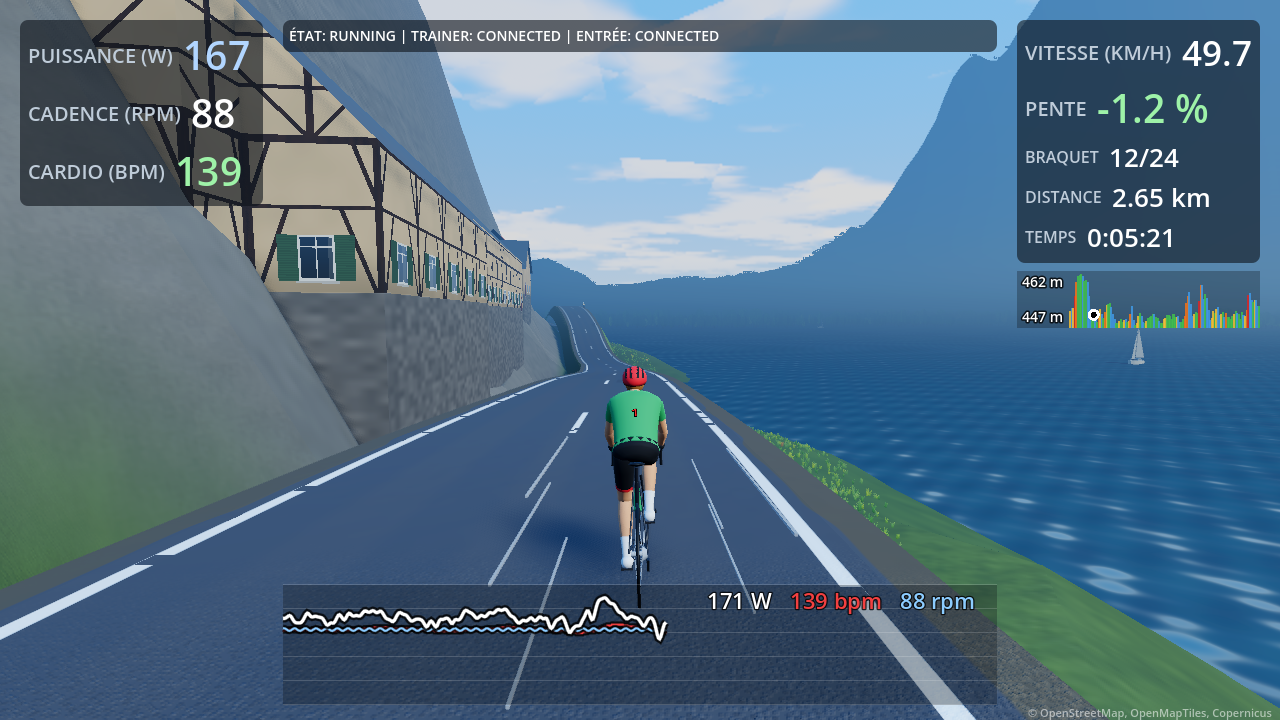 ÉTAT: RUNNING | TRAINER: CONNECTED | ENTRÉE: CONNECTED
PUISSANCE (W) 167
CADENCE (RPM) 88
CARDIO (BPM) 139
VITESSE (KM/H) 49.7
PENTE -1.2 %
BRAQUET 12/24
DISTANCE 2.65 km
TEMPS 0:05:21
462 m
447 m
1
171 W 139 bpm 88 rpm
© OpenStreetMap, OpenMapTiles, Copernicus